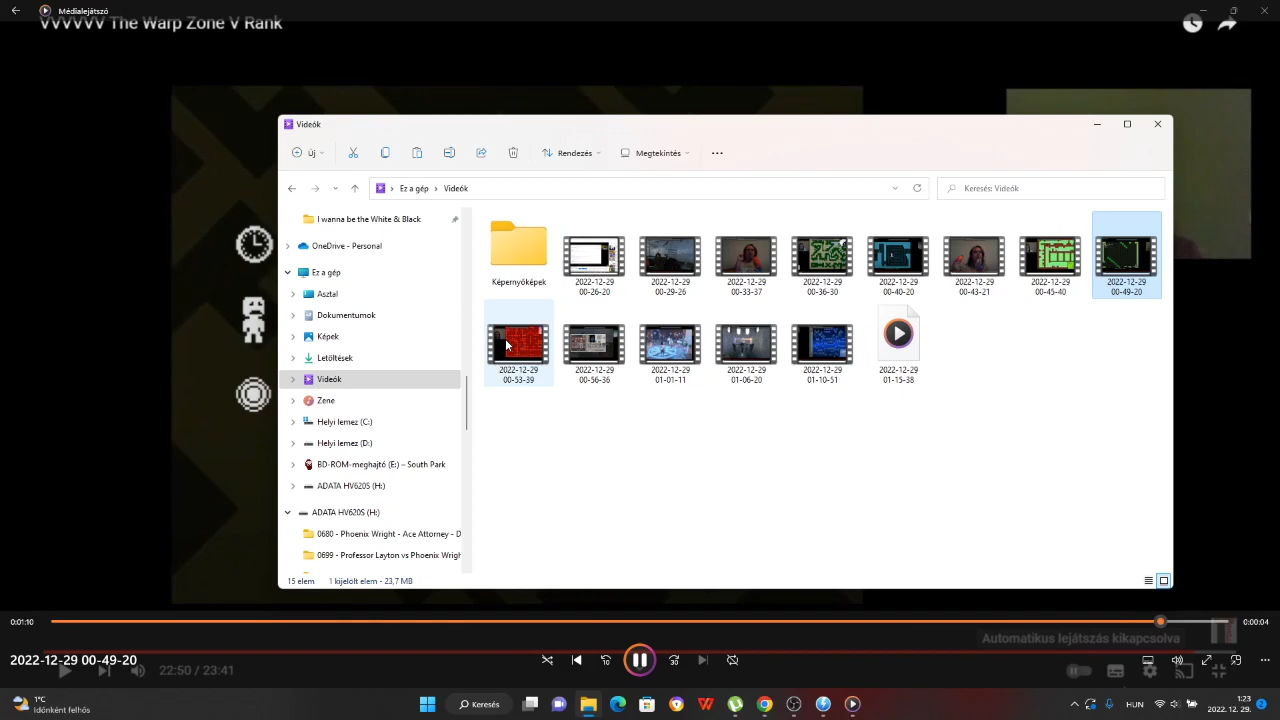 Médialejátszó
VVVVVV The Warp Zone V Rank
Videók
Új
Rendezés
Megtekintés
Ez a gép
Videók
Keresés: Videók
I wanna be the White & Black
OneDrive - Personal
Ez a gép
Asztal
Dokumentumok
Képek
Letöltések
Videók
Zene
Helyi lemez (C:)
Helyi lemez (D:)
BD-ROM-meghajtó (E:) – South Park
ADATA HV620S (H:)
ADATA HV620S (H:)
0680 - Phoenix Wright - Ace Attorney - D
0699 - Professor Layton vs Phoenix Wrigh
Képernyőképek
2022-12-29
00-26-20
2022-12-29
00-29-26
2022-12-29
00-33-37
2022-12-29
00-36-30
2022-12-29
00-40-20
2022-12-29
00-43-21
2022-12-29
00-45-40
2022-12-29
00-49-20
2022-12-29
00-53-39
2022-12-29
00-56-36
2022-12-29
01-01-11
2022-12-29
01-06-20
2022-12-29
01-10-51
2022-12-29
01-15-38
15 elem 1 kijelölt elem - 23,7 MB
0:01:10
0:00:04
Automatikus lejátszás kikapcsolva
2022-12-29 00-49-20
10
30
22:50 / 23:41
1°C
Időnként felhős
Keresés
HUN
1:23
2022. 12. 29.
2